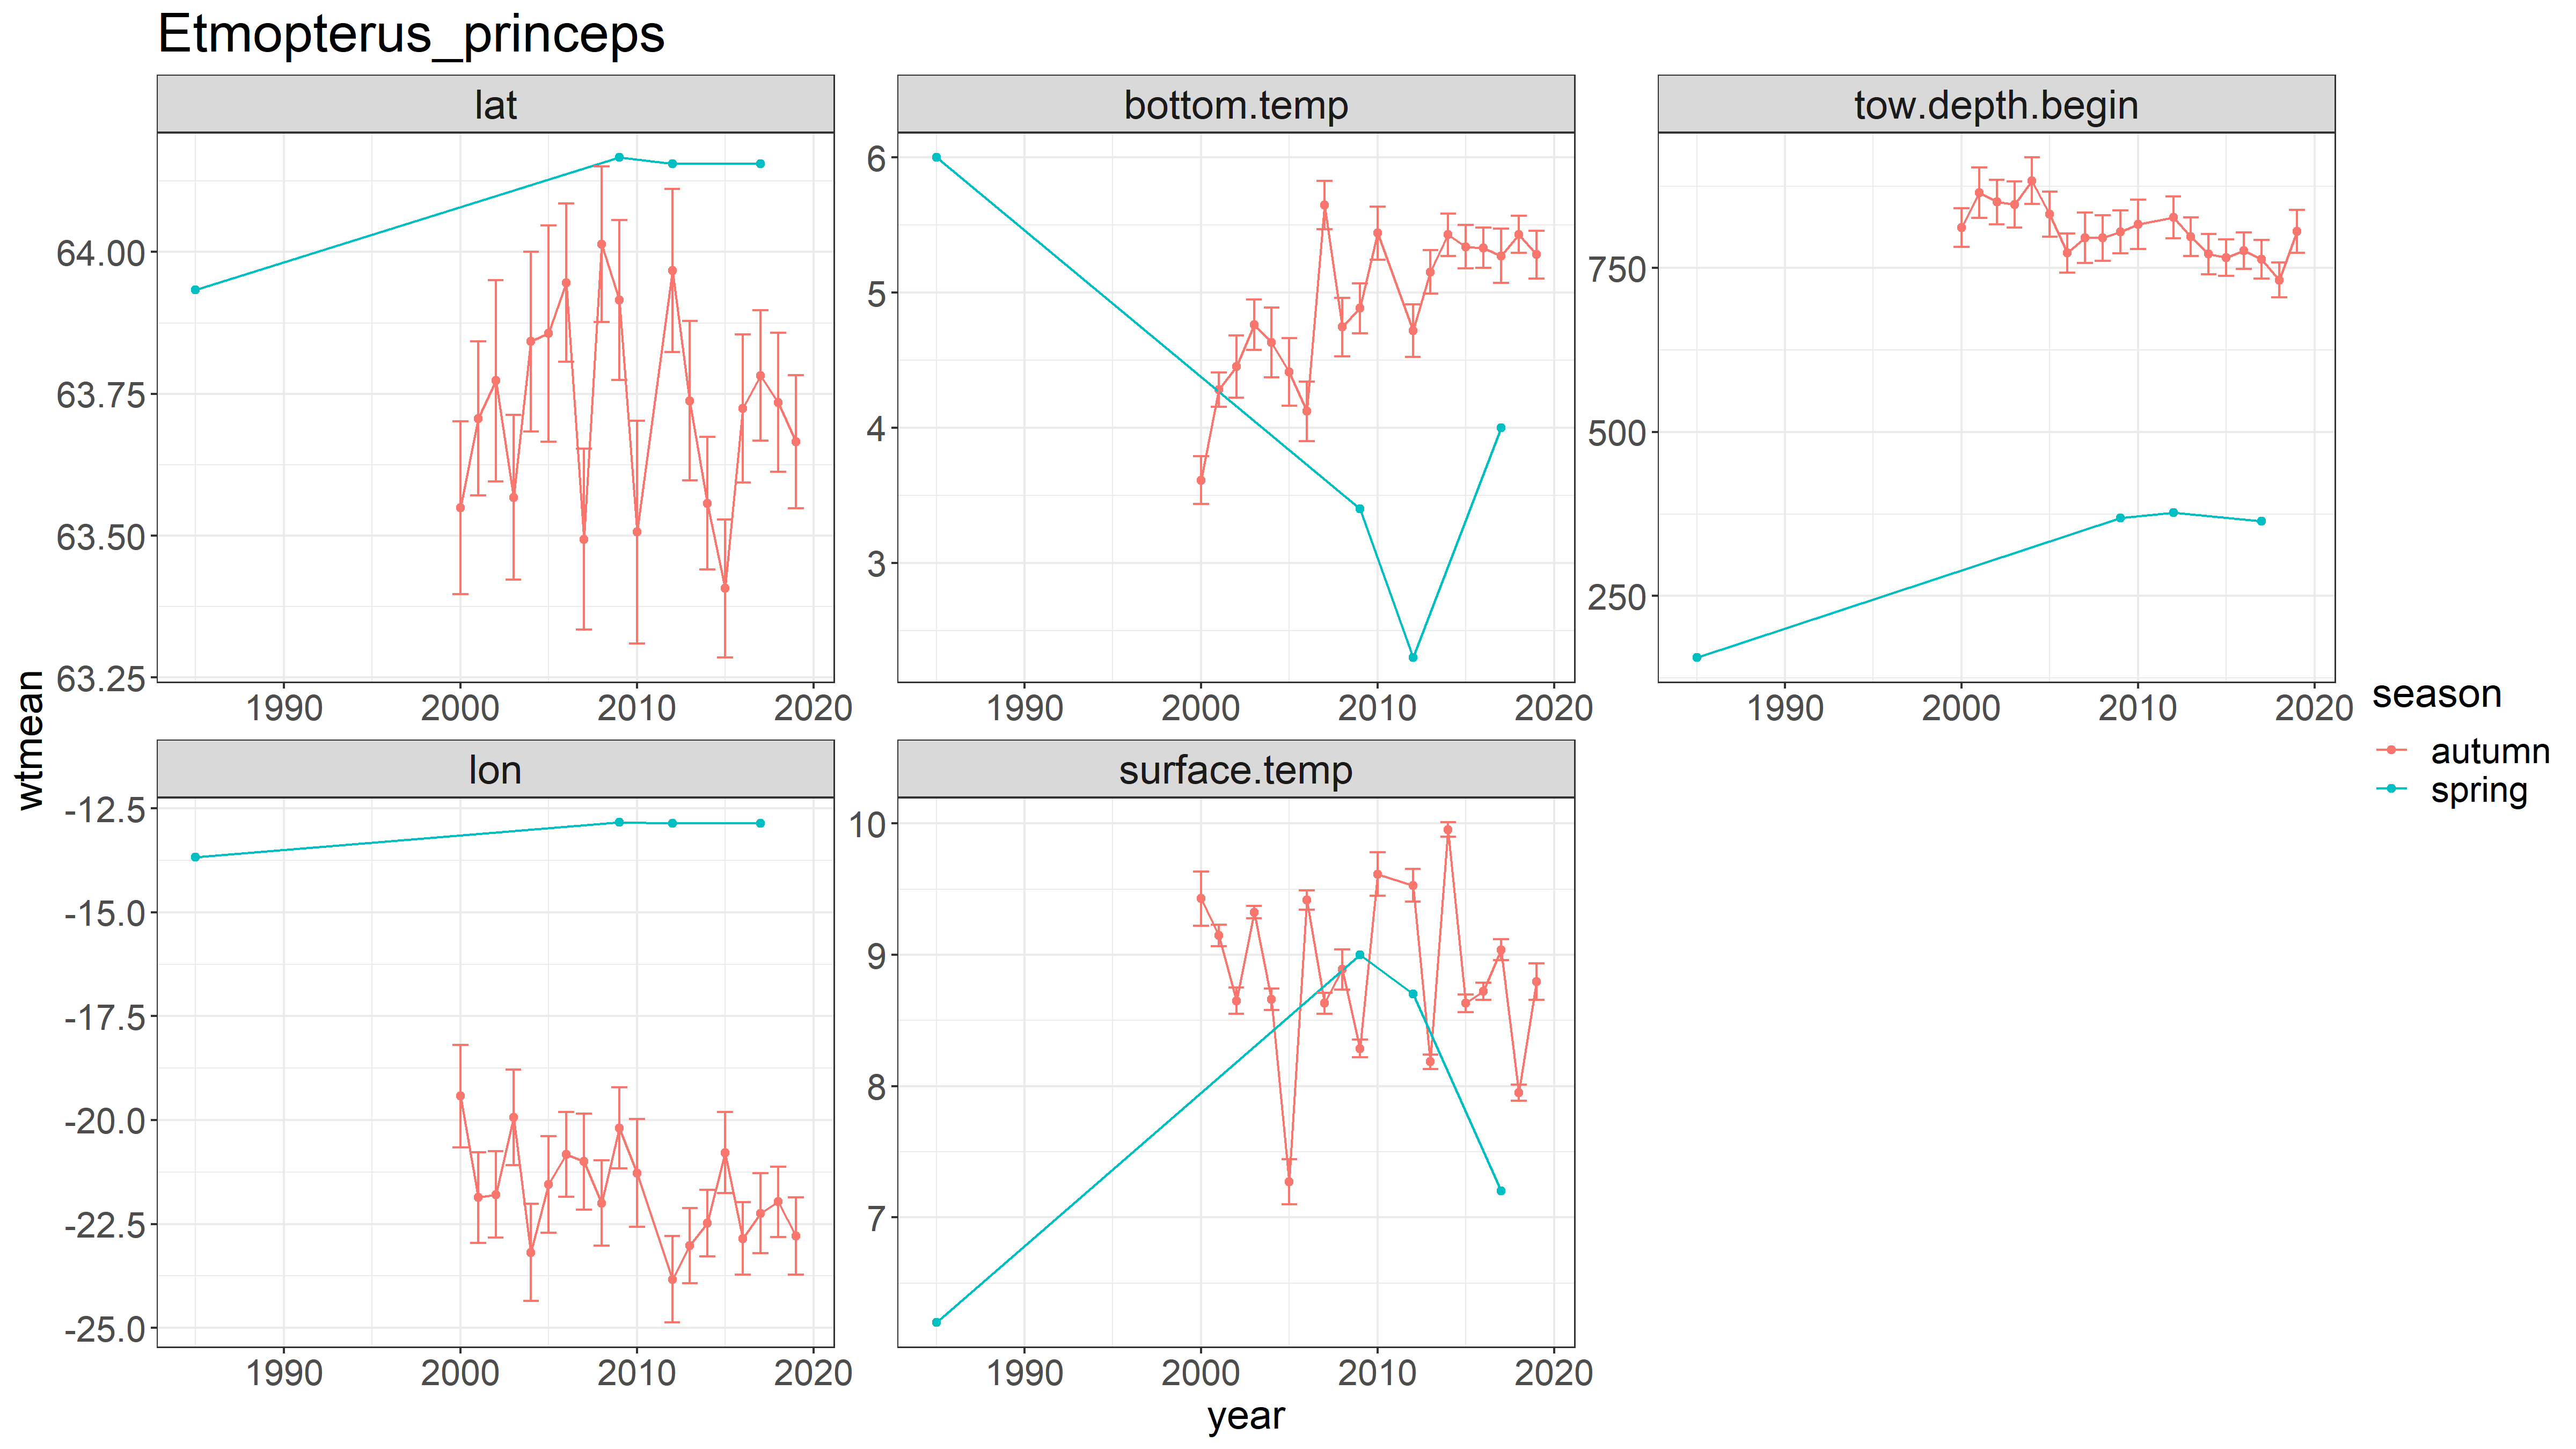 Etmopterus_princeps
lat
bottom.temp
tow.depth.begin
64.00
63.75
63.50
63.25
6
5
4
3
750
500
250
1990 2000 2010 2020
1990 2000 2010 2020
1990 2000 2010 2020
wtmean
season
autumn
spring
lon
surface.temp
-12.5
-15.0
-17.5
-20.0
-22.5
-25.0
10
9
8
7
1990 2000 2010 2020
1990 2000 2010 2020
year